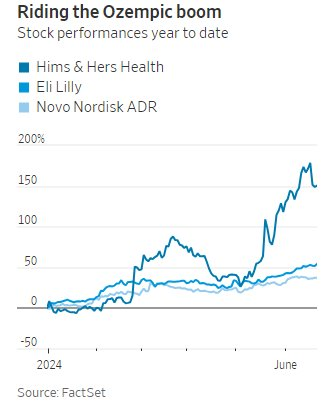 Riding the Ozempic boom
Stock performances year to date
Hims & Hers Health
Eli Lilly
Novo Nordisk ADR
200%
150
100
50
0
-50
2024 June
Source: FactSet